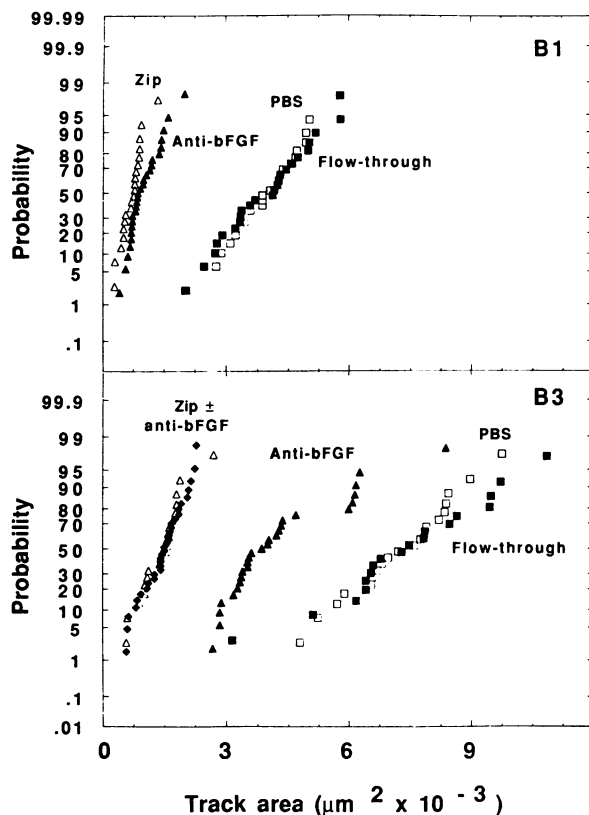 99.99
99.9
99
95
90
80
70
50
30
20
10
5
1
.1
Probability
B1
Zip
Anti-bFGF
PBS
Flow-through
99.9
99
95
90
80
70
50
30
20
10
5
1
.1
.01
Probability
B3
Zip ±
anti-bFGF
Anti-bFGF
PBS
Flow-through
0 3 6 9
Track area (μm 2 x 10 - 3)